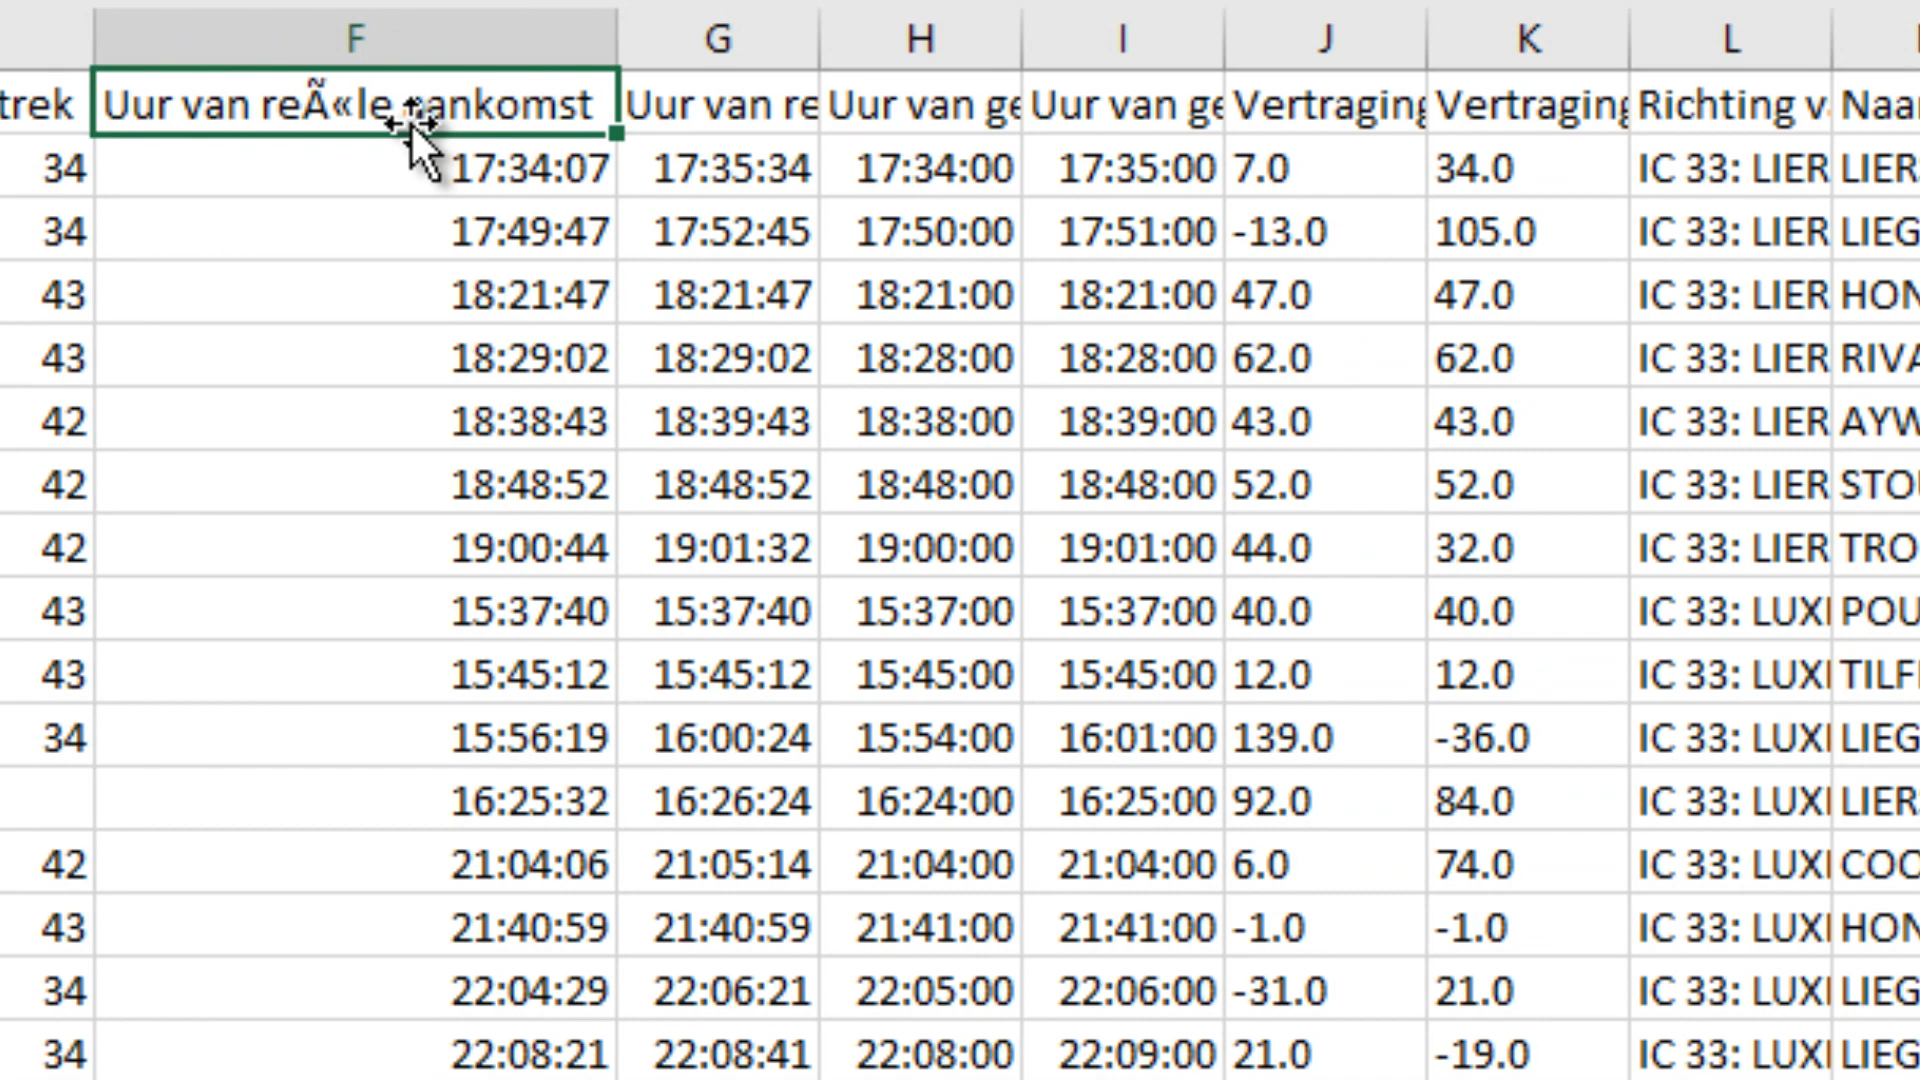 F G H I J K L
trek Uur van reÃ«le aankomst Uur van re Uur van ge Uur van ge Vertraging Vertraging Richting v Naa
34 17:34:07 17:35:34 17:34:00 17:35:00 7.0 34.0 IC 33: LIER LIER
34 17:49:47 17:52:45 17:50:00 17:51:00 -13.0 105.0 IC 33: LIER LIEG
43 18:21:47 18:21:47 18:21:00 18:21:00 47.0 47.0 IC 33: LIER HON
43 18:29:02 18:29:02 18:28:00 18:28:00 62.0 62.0 IC 33: LIER RIVA
42 18:38:43 18:39:43 18:38:00 18:39:00 43.0 43.0 IC 33: LIER AYW
42 18:48:52 18:48:52 18:48:00 18:48:00 52.0 52.0 IC 33: LIER STOU
42 19:00:44 19:01:32 19:00:00 19:01:00 44.0 32.0 IC 33: LIER TRO
43 15:37:40 15:37:40 15:37:00 15:37:00 40.0 40.0 IC 33: LUX POU
43 15:45:12 15:45:12 15:45:00 15:45:00 12.0 12.0 IC 33: LUX TILF
34 15:56:19 16:00:24 15:54:00 16:01:00 139.0 -36.0 IC 33: LUX LIEG
16:25:32 16:26:24 16:24:00 16:25:00 92.0 84.0 IC 33: LUX LIER
42 21:04:06 21:05:14 21:04:00 21:04:00 6.0 74.0 IC 33: LUX COO
43 21:40:59 21:40:59 21:41:00 21:41:00 -1.0 -1.0 IC 33: LUX HON
34 22:04:29 22:06:21 22:05:00 22:06:00 -31.0 21.0 IC 33: LUX LIEG
34 22:08:21 22:08:41 22:08:00 22:09:00 21.0 -19.0 IC 33: LUX LIEG